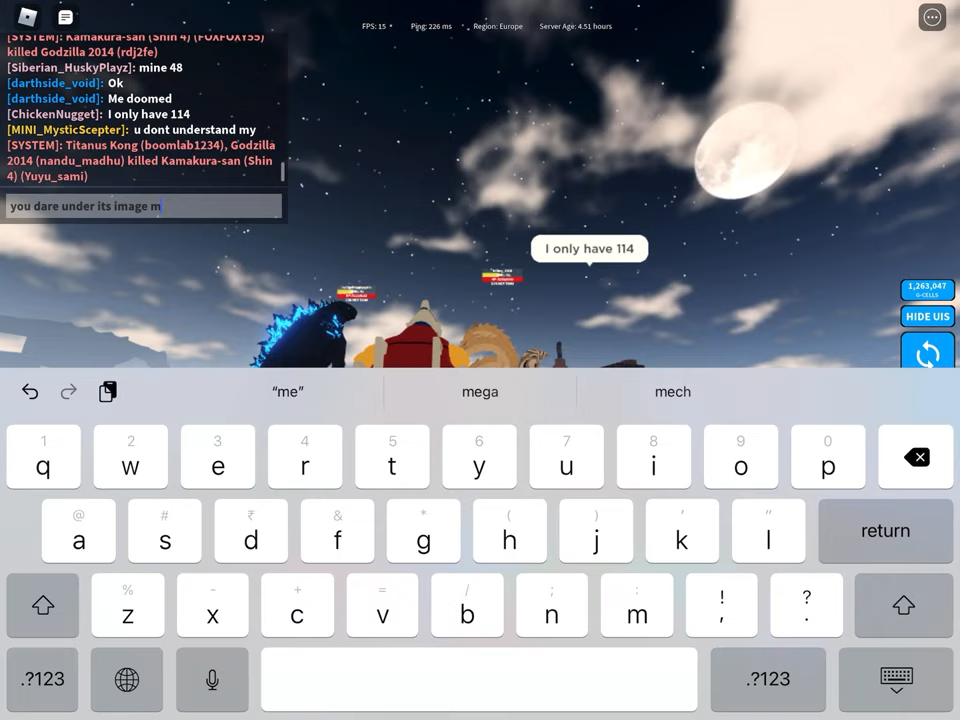 FPS: 15
Ping: 226 ms
Region: Europe
Server Age: 4.51 hours
[SYSTEM]: Kamakura-san (Shin 4) (FOXFOXY55)
killed Godzilla 2014 (rdj2fe)
[Siberian_HuskyPlayz]: mine 48
[darthside_void]: Ok
[darthside_void]: Me doomed
[ChickenNugget]: I only have 114
[MINI_MysticScepter]: u dont understand my
[SYSTEM]: Titanus Kong (boomlab1234), Godzilla
2014 (nandu_madhu) killed Kamakura-san (Shin
4) (Yuyu_sami)
you dare under its image m
I only have 114
1,263,047
G-CELLS
HIDE UIS
“me” mega mech
1 2 3 4 5 6 7 8 9 0
q w e r t y u i o p
@ # ₹ & * ( ) ' "
a s d f g h j k l return
% - + = / ; : ! ?
z x c v b n m , .
.?123 .?123